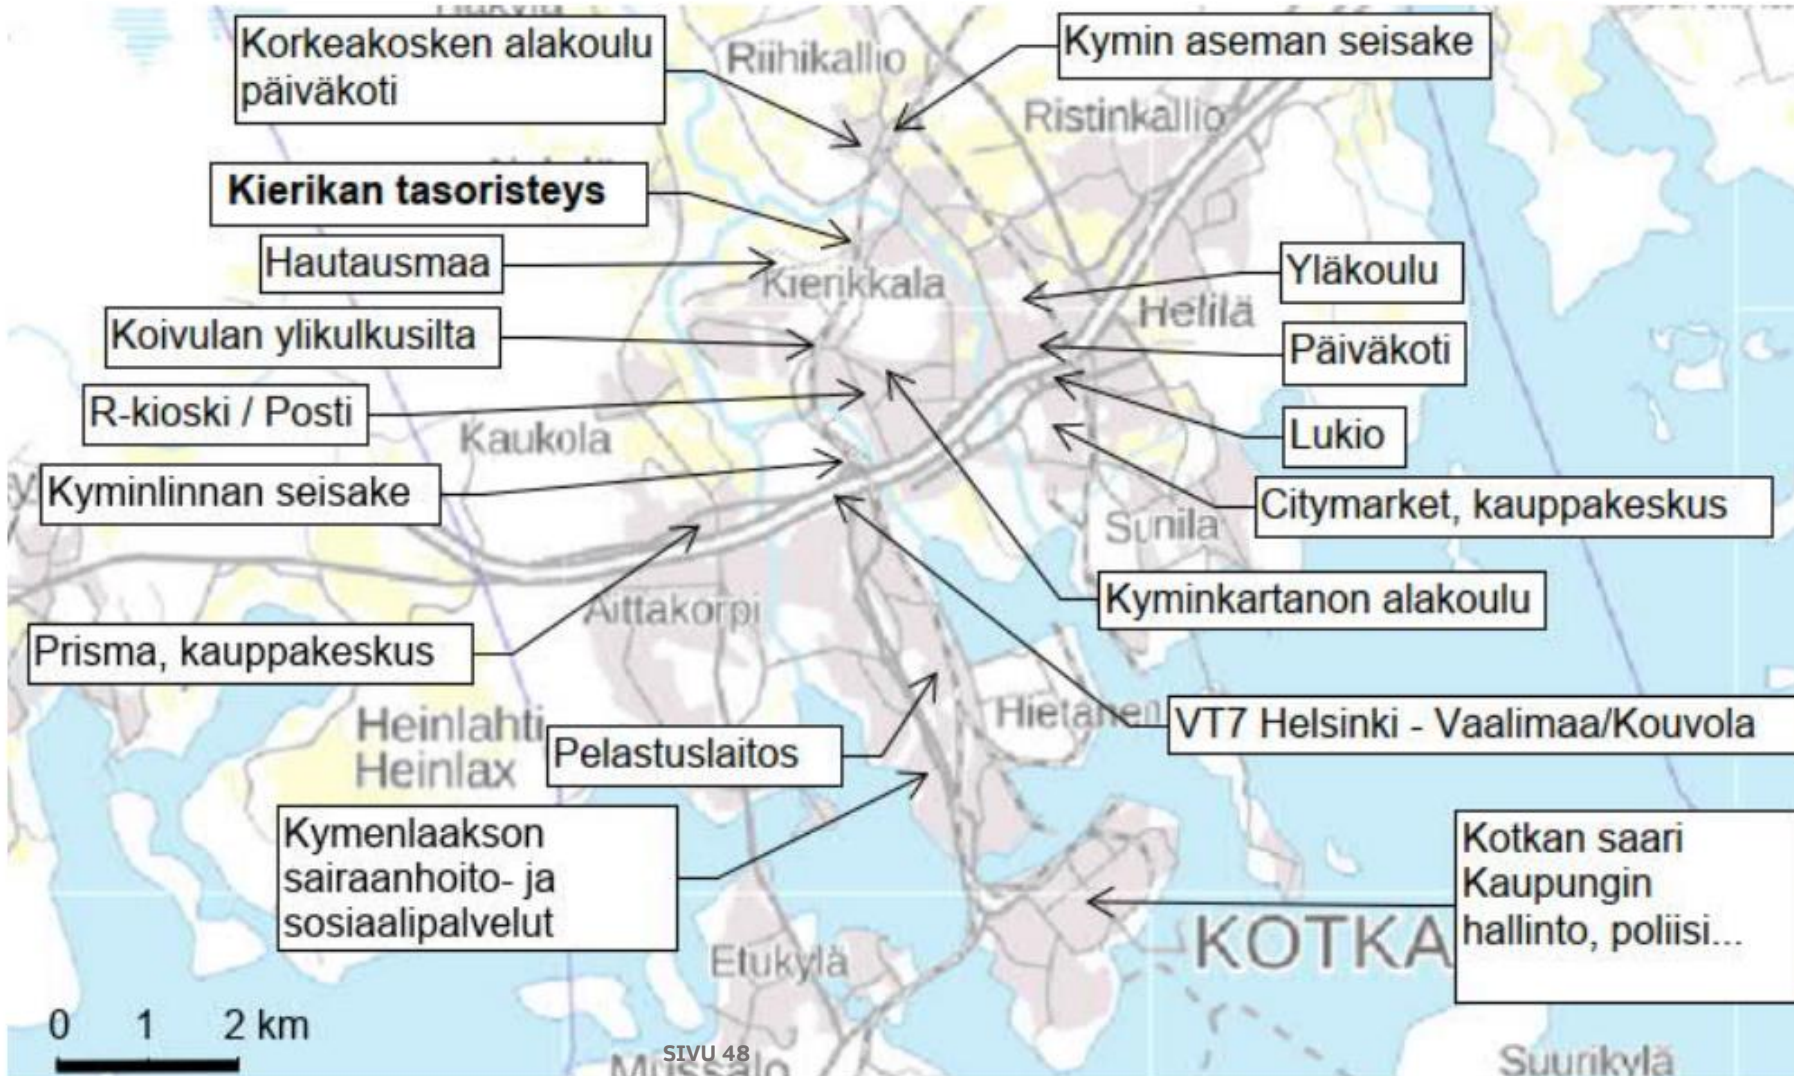 Korkeakosken alakoulu
päiväkoti
Riihikallio
Kymin aseman seisake
Ristinkallio
Kierikan tasoristeys
Hautausmaa
Kierikkala
Yläkoulu
Helilä
Koivulan ylikulkusilta
Päiväkoti
R-kioski / Posti
Kaukola
Lukio
Kyminlinnan seisake
Citymarket, kauppakeskus
Sunila
Aittakorpi
Kyminkartanon alakoulu
Prisma, kauppakeskus
Heinlahti
Heinlax
Pelastuslaitos
Hietanen
VT7 Helsinki - Vaalimaa/Kouvola
Kymenlaakson
sairaanhoito- ja
sosiaalipalvelut
Kotkan saari
Kaupungin
hallinto, poliisi...
KOTKA
Etukylä
0 1 2 km
SIVU 48
Mussalo
Suurikylä